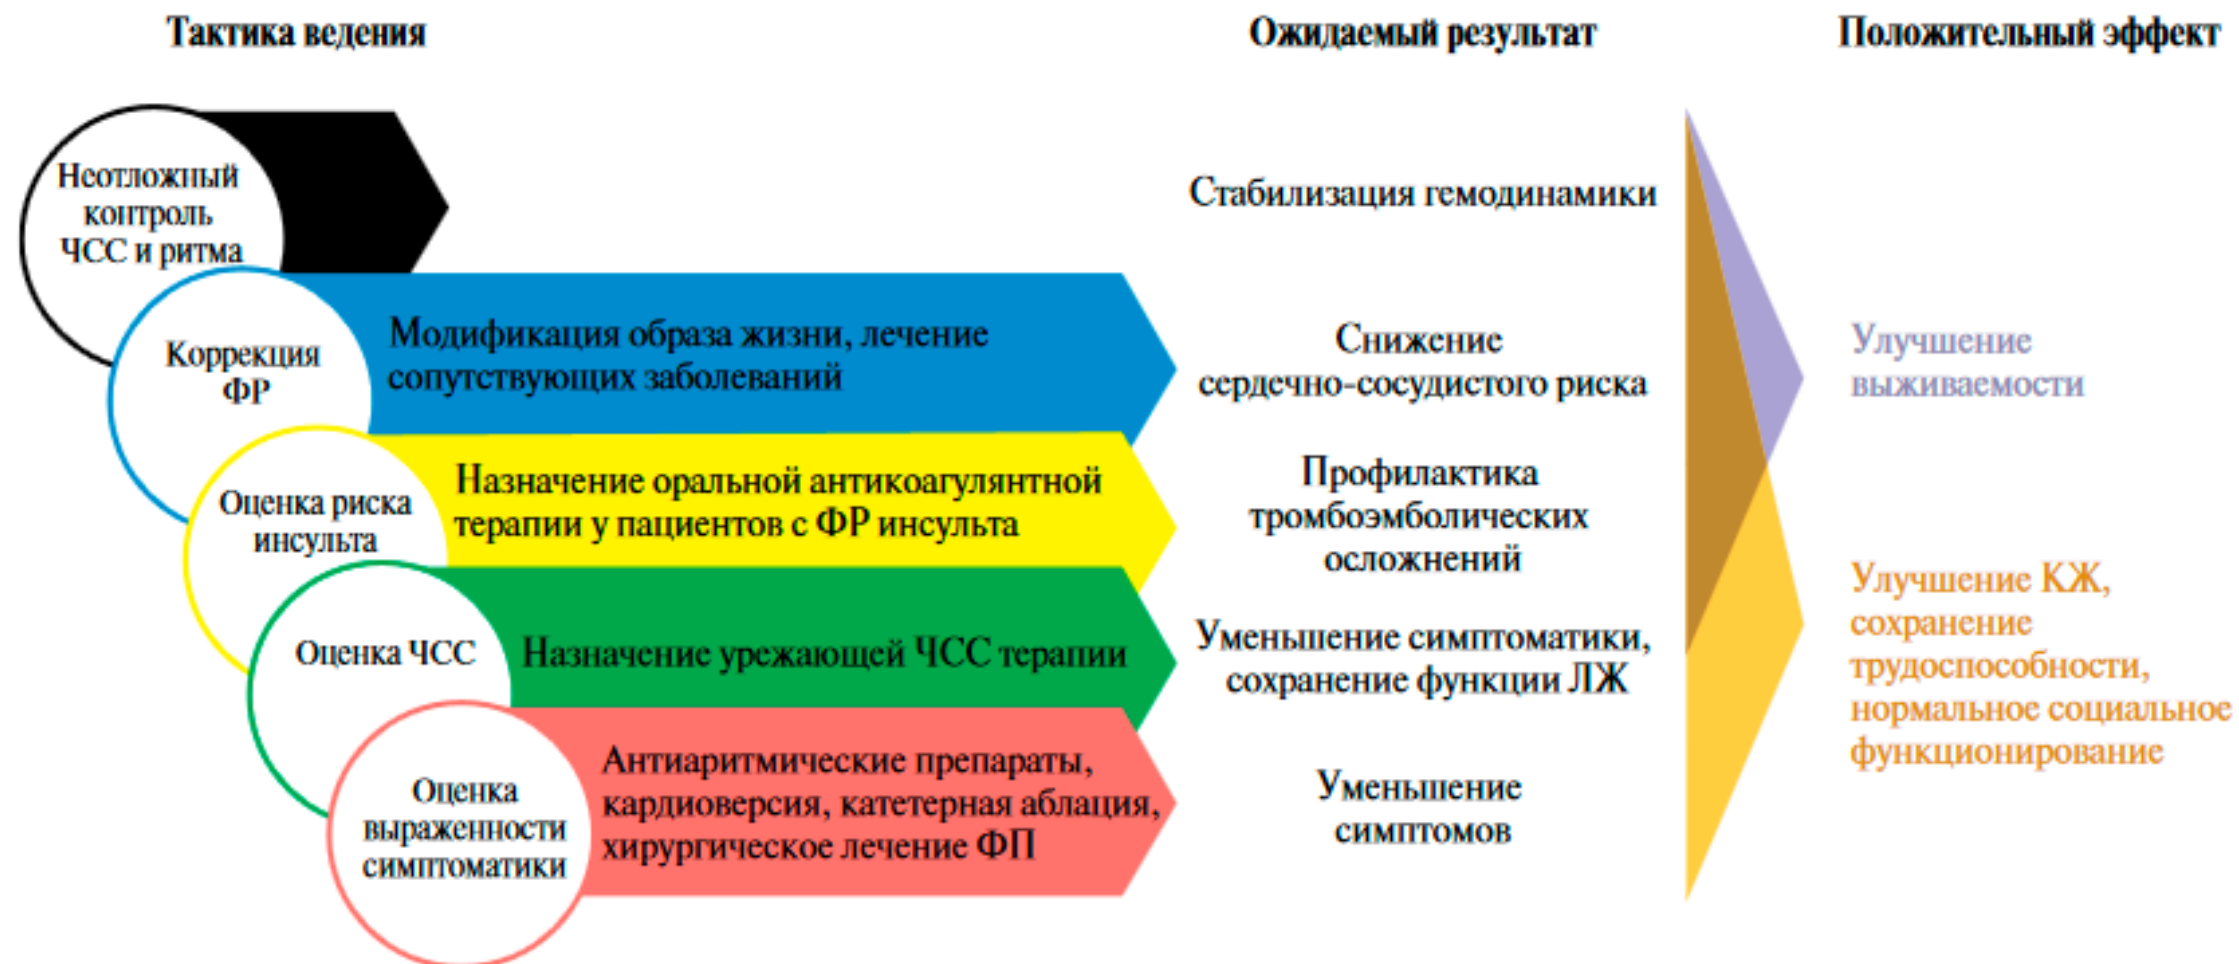 Тактика ведения
Ожидаемый результат
Положительный эффект
Неотложный
контроль
ЧСС и ритма
Стабилизация гемодинамики
Коррекция
ФР
Модификация образа жизни, лечение
сопутствующих заболеваний
Снижение
сердечно-сосудистого риска
Улучшение
выживаемости
Оценка риска
инсульта
Назначение оральной антикоагулянтной
терапии у пациентов с ФР инсульта
Профилактика
тромбоэмболических
осложнений
Оценка ЧСС
Назначение урежающей ЧСС терапии
Уменьшение симптоматики,
сохранение функции ЛЖ
Улучшение КЖ,
сохранение
трудоспособности,
нормальное социальное
функционирование
Оценка
выраженности
симптоматики
Антиаритмические препараты,
кардиоверсия, катетерная аблация,
хирургическое лечение ФП
Уменьшение
симптомов